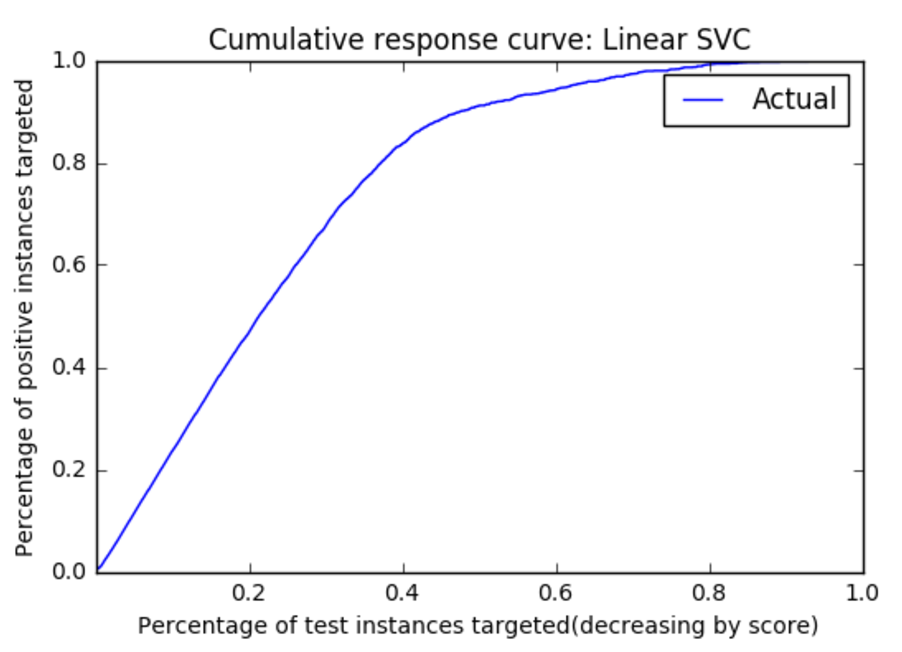 Cumulative response curve: Linear SVC
1.0
Actual
0.8
0.6
0.4
0.2
0.0
Percentage of positive instances targeted
0.2 0.4 0.6 0.8 1.0
Percentage of test instances targeted(decreasing by score)